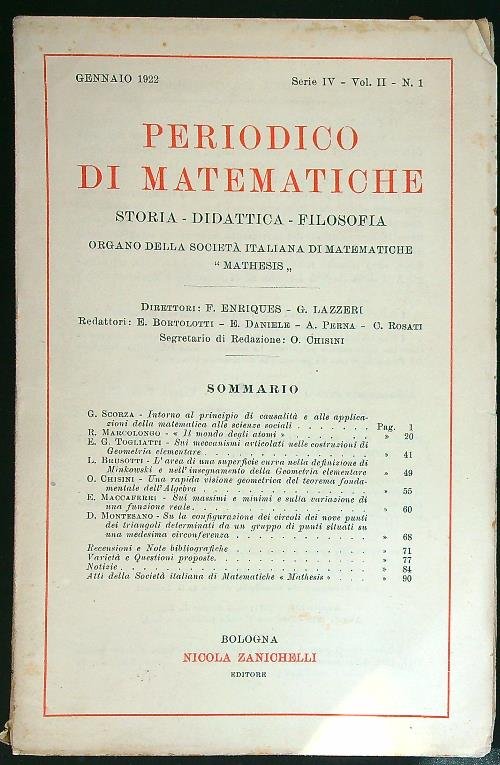 GENNAIO 1922 Serie IV - Vol. II - N. 1
PERIODICO
DI MATEMATICHE
STORIA - DIDATTICA - FILOSOFIA
ORGANO DELLA SOCIETÀ ITALIANA DI MATEMATICHE
“ MATHESIS „
DIRETTORI: F. ENRIQUES - G. LAZZERI
Redattori: E. BORTOLOTTI - E. DANIELE - A. PERNA - C. ROSATI
Segretario di Redazione: O. CHISINI
SOMMARIO
G. SCORZA - Intorno al principio di causalità e alle applica-
zioni della matematica alle scienze sociali . . . . . . . Pag. 1
R. MARCOLONGO - « Il mondo degli atomi » . . . . . . . . » 20
E. G. TOGLIATTI - Sui meccanismi articolati nelle costruzioni di
Geometria elementare . . . . . . . . . . . . . . » 41
L. BRUSOTTI - L'area di una superficie curva nella definizione di
Minkowski e nell'insegnamento della Geometria elementare » 49
O. CHISINI - Una rapida visione geometrica del teorema fonda-
mentale dell'Algebra . . . . . . . . . . . . . . » 55
E. MACCAFERRI - Sui massimi e minimi e sulla variazione di
una funzione reale . . . . . . . . . . . . . . . » 60
D. MONTESANO - Su la configurazione dei circoli dei nove punti
dei triangoli determinati da un gruppo di punti situati su
una medesima circonferenza . . . . . . . . . . . . » 68
Recensioni e Note bibliografiche . . . . . . . . . . . . » 71
Varietà e Questioni proposte. . . . . . . . . . . . . . » 77
Notizie . . . . . . . . . . . . . . . . . . . . . » 84
Atti della Società italiana di Matematiche « Mathesis » . . . » 90
BOLOGNA
NICOLA ZANICHELLI
EDITORE